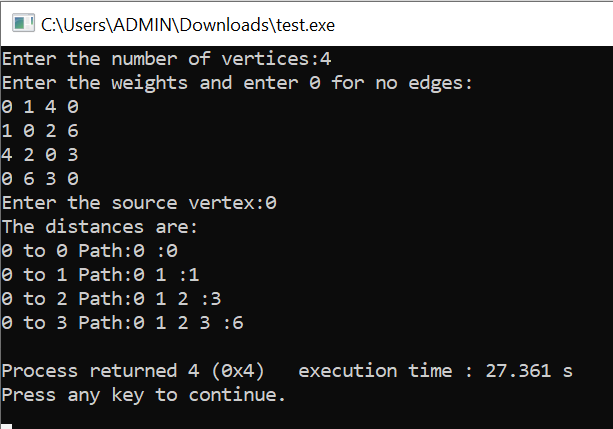 C:\Users\ADMIN\Downloads\test.exe
Enter the number of vertices:4
Enter the weights and enter 0 for no edges:
0 1 4 0
1 0 2 6
4 2 0 3
0 6 3 0
Enter the source vertex:0
The distances are:
0 to 0 Path:0 :0
0 to 1 Path:0 1 :1
0 to 2 Path:0 1 2 :3
0 to 3 Path:0 1 2 3 :6
Process returned 4 (0x4)   execution time : 27.361 s
Press any key to continue.